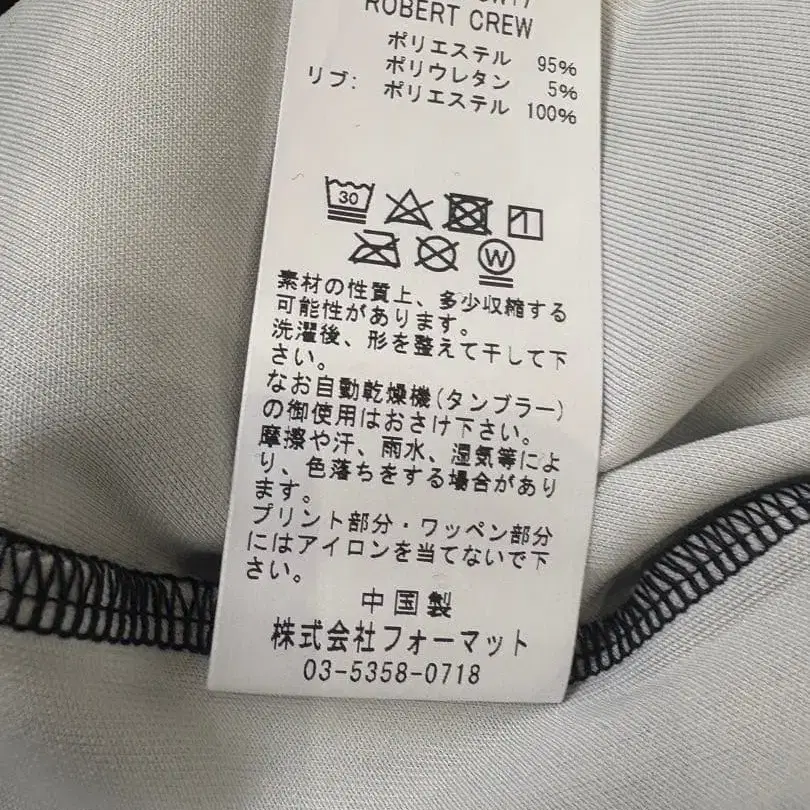 ROBERT CREW
ポリエステル 95%
ポリウレタン 5%
リブ: ポリエステル 100%
30
W
素材の性質上、多少収縮する
可能性があります。
洗濯後、形を整えて干して下
さい。
なお自動乾燥機(タンブラー)
の御使用はおさけ下さい。
摩擦や汗、雨水、湿気等によ
り、色落ちをする場合があり
ます。
プリント部分・ワッペン部分
にはアイロンを当てないで下
さい。
中国製
株式会社フォーマット
03-5358-0718